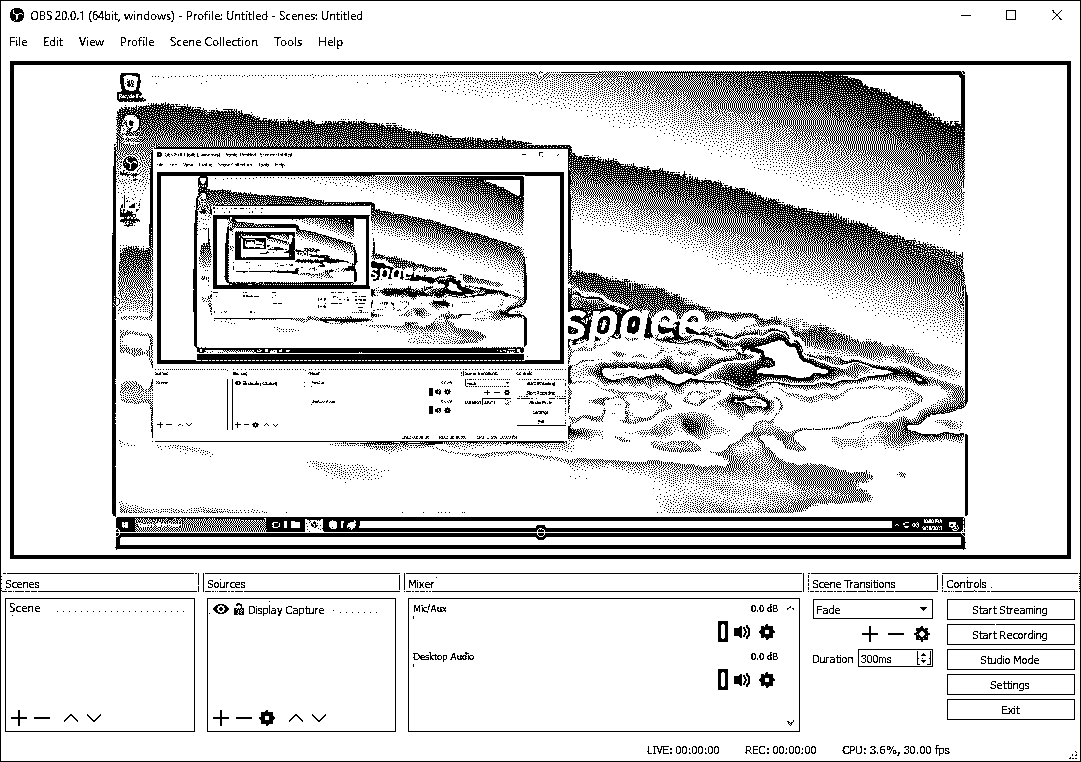 OBS 20.0.1 (64bit, windows) - Profile: Untitled - Scenes: Untitled
File Edit View Profile Scene Collection Tools Help
space
space
Scenes
Sources
Mixer
Scene Transitions
Controls
Scene
Display Capture
Mic/Aux
0.0 dB
Desktop Audio
0.0 dB
Fade
Duration 300ms
Start Streaming
Start Recording
Studio Mode
Settings
Exit
LIVE: 00:00:00 REC: 00:00:00 CPU: 3.6%, 30.00 fps